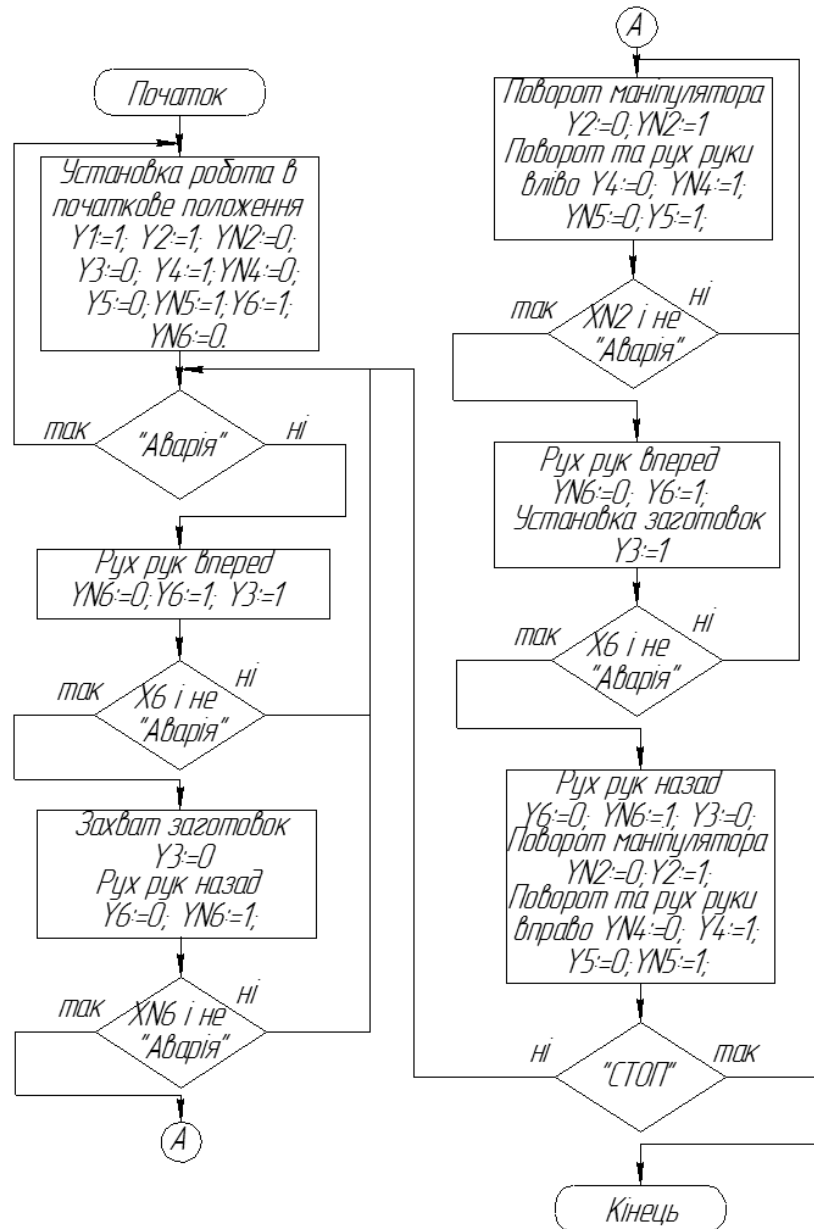 Початок
Установка робота в
початкове положення
Y1:=1; Y2:=1; YN2:=0;
Y3:=0; Y4:=1; YN4:=0;
Y5:=0; YN5:=1; Y6:=1;
YN6:=0.
так
"Аварія"
ні
Рух рук вперед
YN6:=0; Y6:=1; Y3:=1
так
X6 і не
"Аварія"
ні
Захват заготовок
Y3:=0
Рух рук назад
Y6:=0; YN6:=1;
так
XN6 і не
"Аварія"
ні
А
А
Поворот маніпулятора
Y2:=0; YN2:=1
Поворот та рух руки
вліво Y4:=0; YN4:=1;
YN5:=0; Y5:=1;
так
XN2 і не
"Аварія"
ні
Рух рук вперед
YN6:=0; Y6:=1;
Установка заготовок
Y3:=1
так
X6 і не
"Аварія"
ні
Рух рук назад
Y6:=0; YN6:=1; Y3:=0;
Поворот маніпулятора
YN2:=0; Y2:=1;
Поворот та рух руки
вправо YN4:=0; Y4:=1;
Y5:=0; YN5:=1;
ні
"СТОП"
так
Кінець